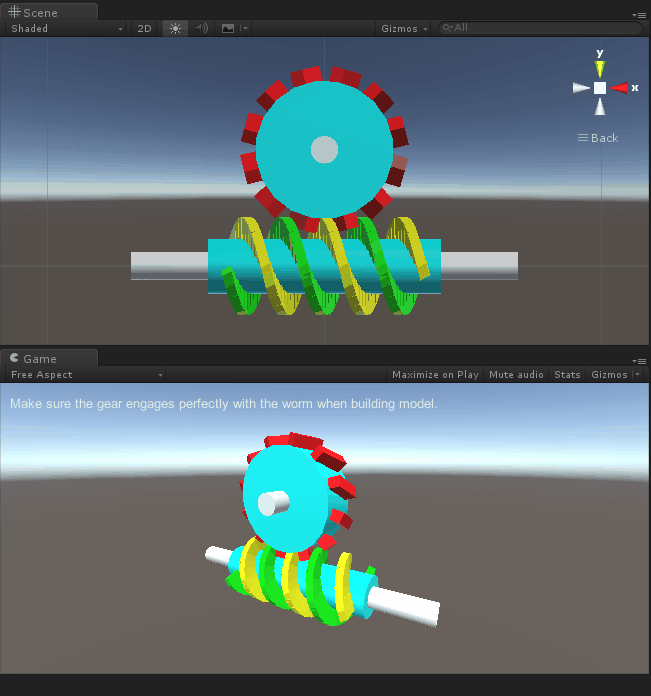 Scene
Shaded 2D Gizmos All
y
x
Back
Game
Free Aspect Maximize on Play Mute audio Stats Gizmos
Make sure the gear engages perfectly with the worm when building model.